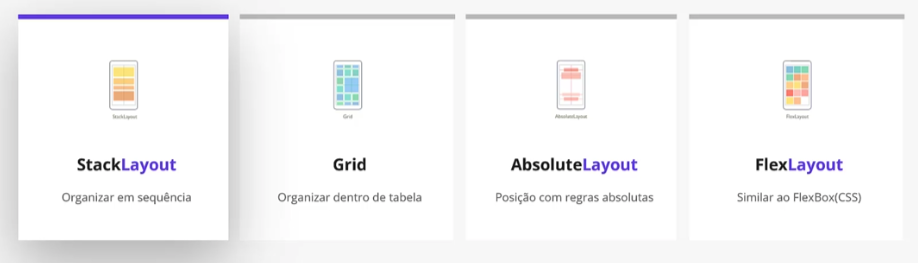 StackLayout
Grid
AbsoluteLayout
FlexLayout
StackLayout
Organizar em sequência
Grid
Organizar dentro de tabela
AbsoluteLayout
Posição com regras absolutas
FlexLayout
Similar ao FlexBox(CSS)